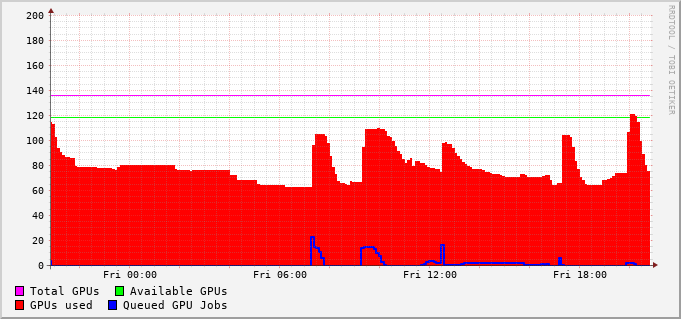 200
180
160
140
120
100
80
60
40
20
0
Fri 00:00 Fri 06:00 Fri 12:00 Fri 18:00
Total GPUs Available GPUs
GPUs used Queued GPU Jobs
RRDTOOL / TOBI OETIKER